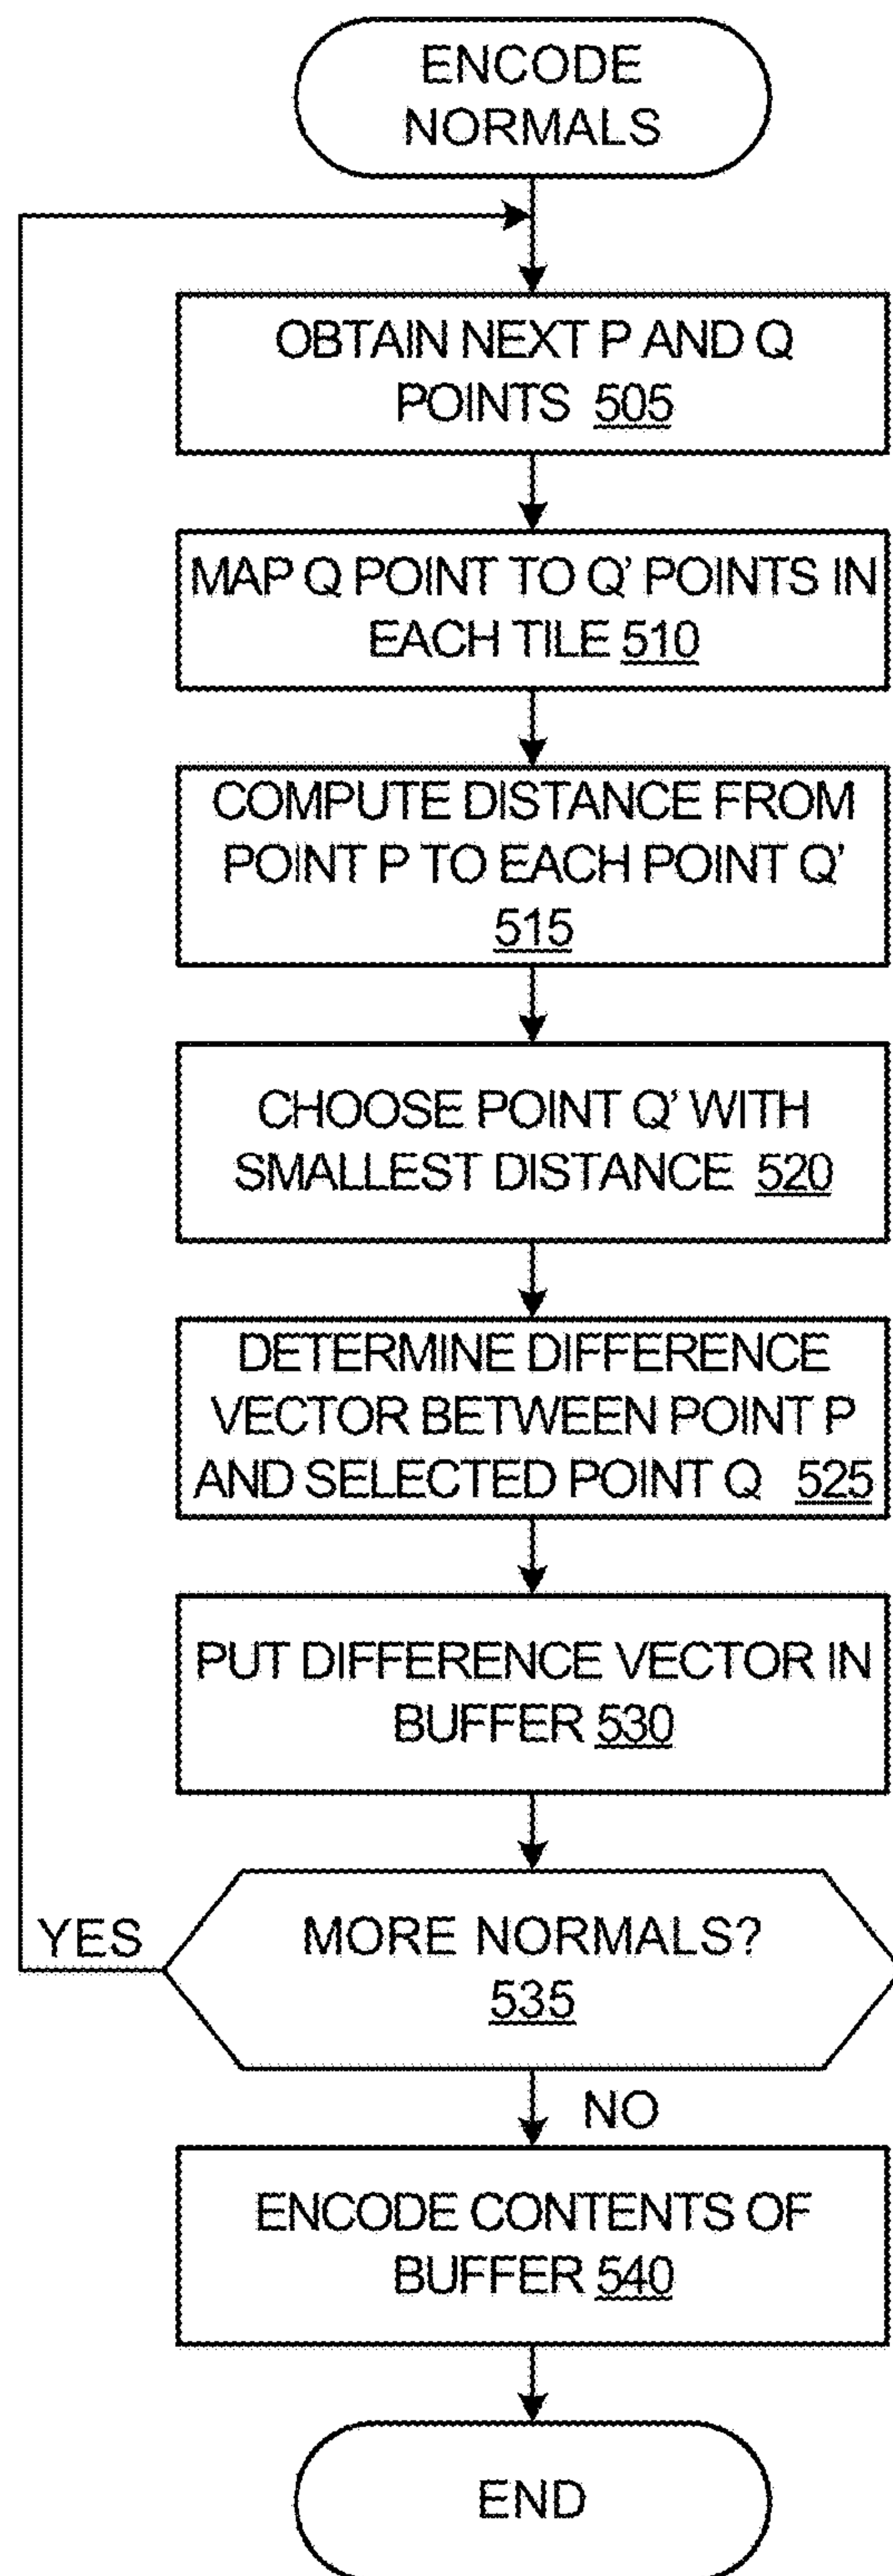 ENCODE
NORMALS
OBTAIN NEXT P AND Q
POINTS 505
MAP Q POINT TO Q' POINTS IN
EACH TILE 510
COMPUTE DISTANCE FROM
POINT P TO EACH POINT Q'
515
CHOOSE POINT Q' WITH
SMALLEST DISTANCE 520
DETERMINE DIFFERENCE
VECTOR BETWEEN POINT P
AND SELECTED POINT Q 525
PUT DIFFERENCE VECTOR IN
BUFFER 530
YES
MORE NORMALS?
535
NO
ENCODE CONTENTS OF
BUFFER 540
END